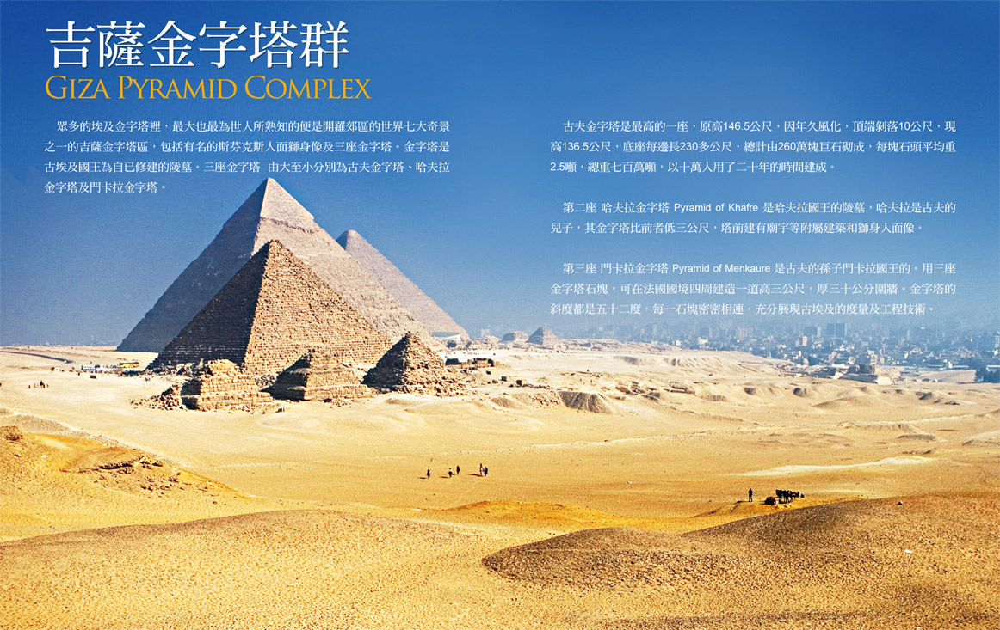 吉薩金字塔群
GIZA PYRAMID COMPLEX
眾多的埃及金字塔裡，最大也最為世人所熟知的便是開羅郊區的世界七大奇景
之一的吉薩金字塔區，包括有名的斯芬克斯人面獅身像及三座金字塔。金字塔是
古埃及國王為自已修建的陵墓。三座金字塔 由大至小分別為古夫金字塔、哈夫拉
金字塔及門卡拉金字塔。
古夫金字塔是最高的一座，原高146.5公尺，因年久風化，頂端剝落10公尺，現
高136.5公尺，底座每邊長230多公尺，總計由260萬塊巨石砌成，每塊石頭平均重
2.5噸，總重七百萬噸，以十萬人用了二十年的時間建成。
第二座 哈夫拉金字塔 Pyramid of Khafre 是哈夫拉國王的陵墓，哈夫拉是古夫的
兒子，其金字塔比前者低三公尺，塔前建有廟宇等附屬建築和獅身人面像。
第三座 門卡拉金字塔 Pyramid of Menkaure 是古夫的孫子門卡拉國王的。用三座
金字塔石塊，可在法國國境四周建造一道高三公尺，厚三十公分圍牆。金字塔的
斜度都是五十二度，每一石塊密密相連，充分展現古埃及的度量及工程技術。